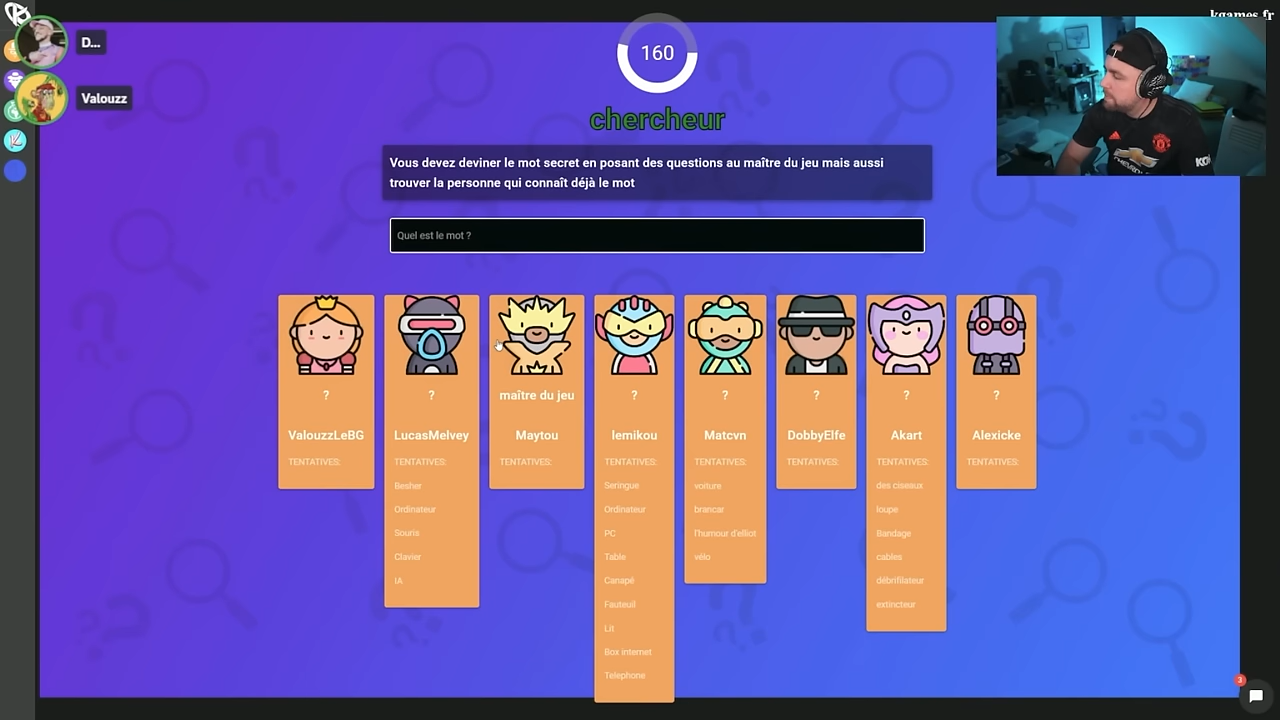 kgames.fr
D...
Valouzz
160
chercheur
Vous devez deviner le mot secret en posant des questions au maître du jeu mais aussi
trouver la personne qui connaît déjà le mot
Quel est le mot ?
?
ValouzzLeBG
TENTATIVES:
?
LucasMelvey
TENTATIVES:
Besher
Ordinateur
Souris
Clavier
IA
maître du jeu
Maytou
TENTATIVES:
?
lemikou
TENTATIVES:
Seringue
Ordinateur
PC
Table
Canapé
Fauteuil
Lit
Box internet
Telephone
?
Matcvn
TENTATIVES:
voiture
brancar
l'humour d'elliot
vélo
?
DobbyElfe
TENTATIVES:
?
Akart
TENTATIVES:
des ciseaux
loupe
Bandage
cables
débrifilateur
extincteur
?
Alexicke
TENTATIVES:
CHEVROLET
3